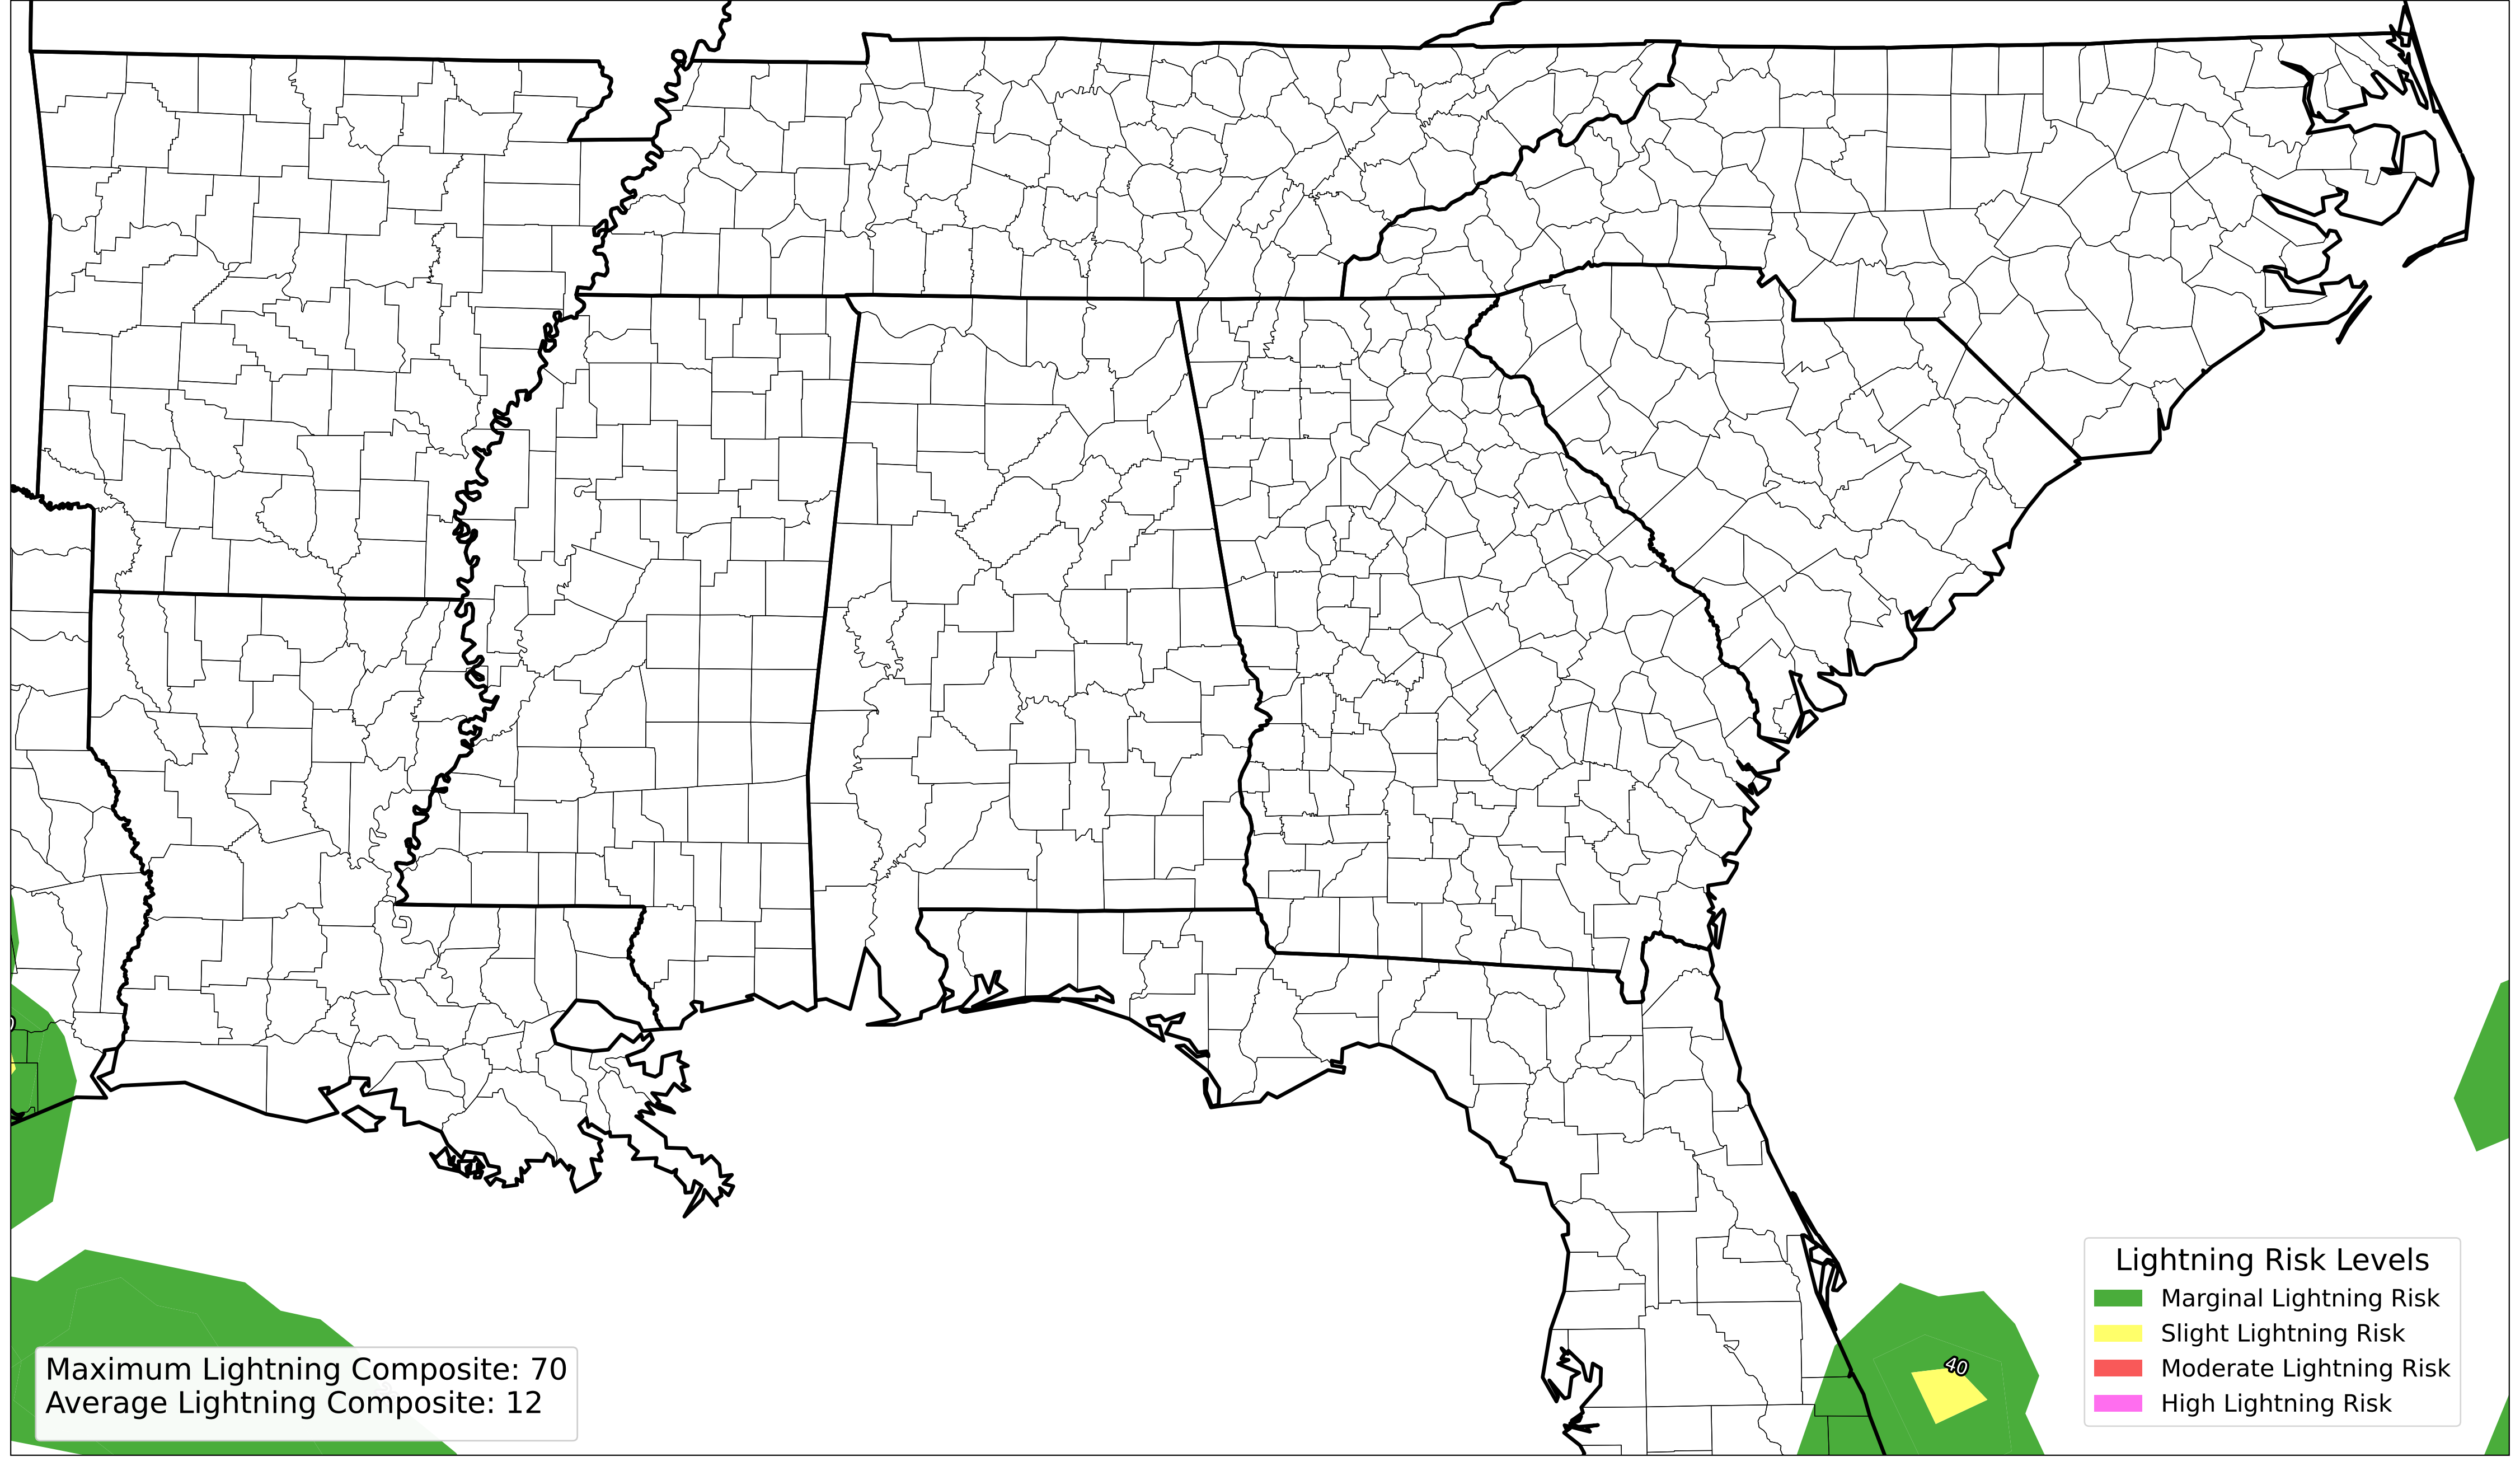 40
Lightning Risk Levels
Marginal Lightning Risk
Slight Lightning Risk
Moderate Lightning Risk
High Lightning Risk
Maximum Lightning Composite: 70
Average Lightning Composite: 12